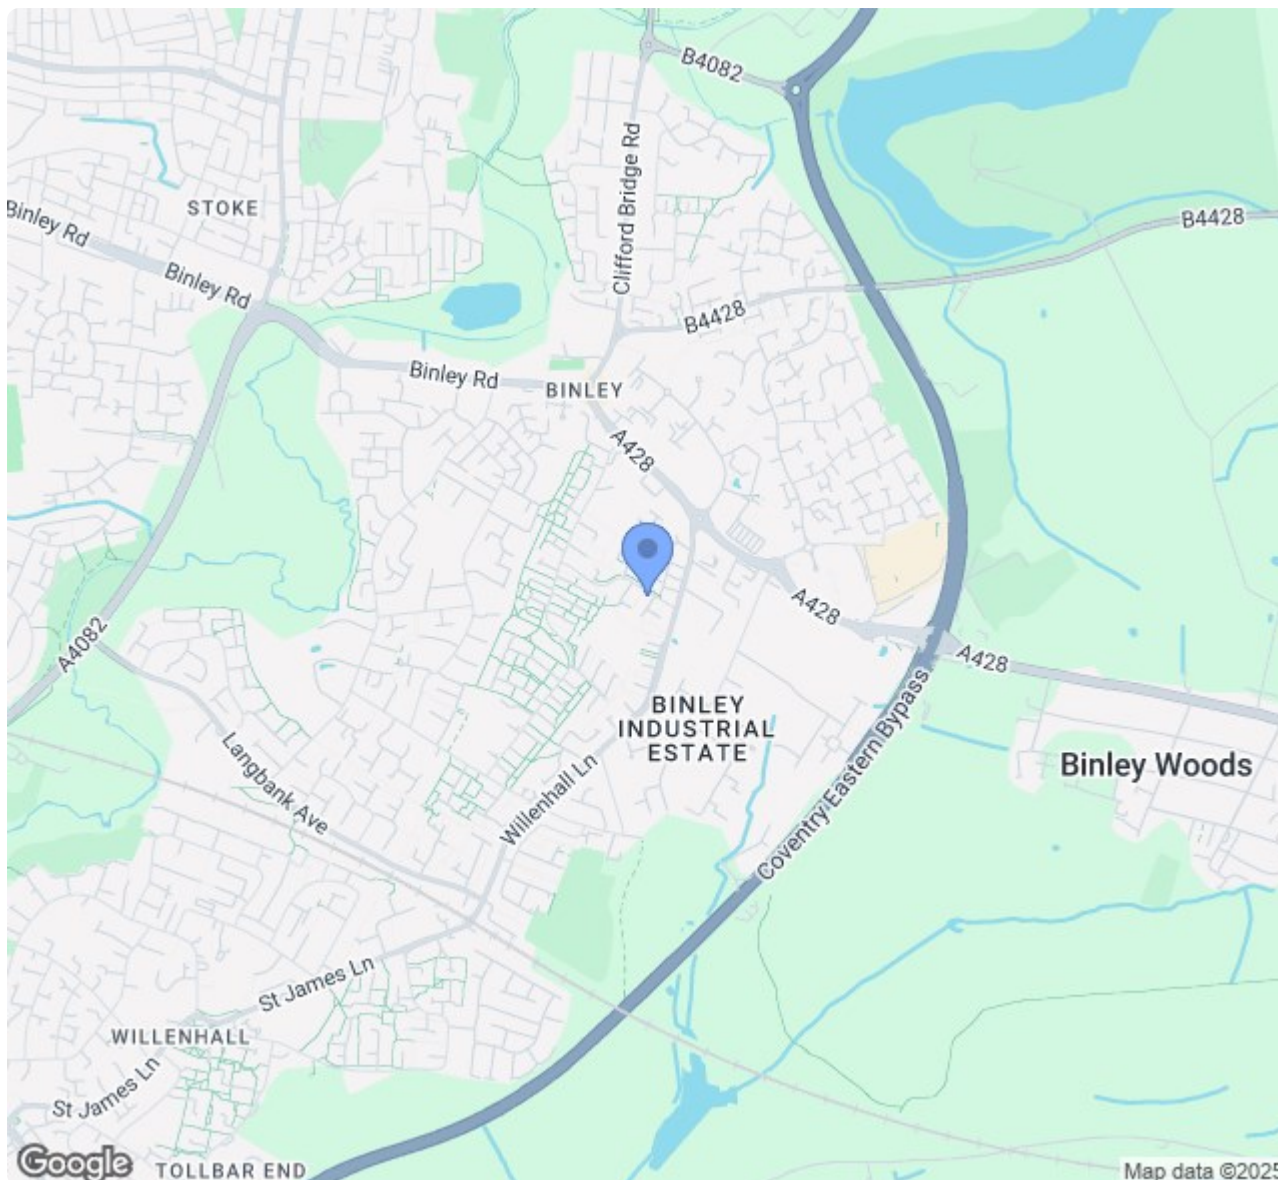 B4082
Clifford Bridge Rd
STOKE
Binley Rd
Binley Rd
B4428
B4428
Binley Rd
BINLEY
A428
A428
A428
A4082
BINLEY
INDUSTRIAL
ESTATE
Binley Woods
Coventry Eastern Bypass
Langbank Ave
Willenhall Ln
St James Ln
WILLENHALL
St James Ln
TOLLBAR END
Google
Map data ©2025